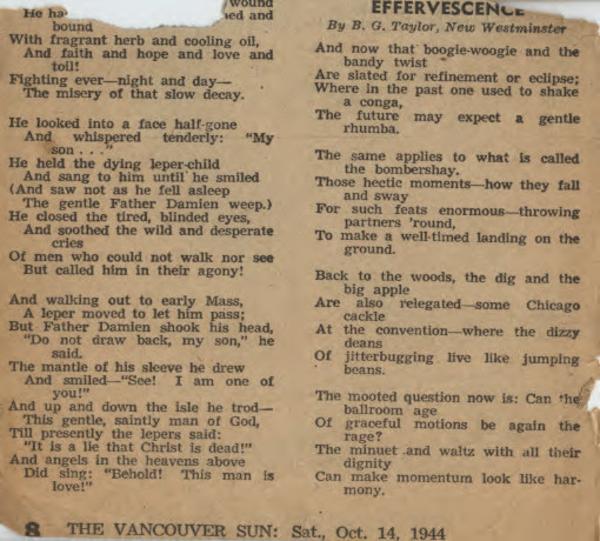 wound
He ha
ied and
bound
With fragrant herb and cooling oil,
And faith and hope and love and
toil!
Fighting ever—night and day—
The misery of that slow decay.
He looked into a face half-gone
And whispered tenderly: "My
son . . ."
He held the dying leper-child
And sang to him until he smiled
(And saw not as he fell asleep
The gentle Father Damien weep.)
He closed the tired, blinded eyes,
And soothed the wild and desperate
cries
Of men who could not walk nor see
But called him in their agony!
And walking out to early Mass,
A leper moved to let him pass;
But Father Damien shook his head,
"Do not draw back, my son," he
said.
The mantle of his sleeve he drew
And smiled—"See! I am one of
you!"
And up and down the isle he trod—
This gentle, saintly man of God,
Till presently the lepers said:
"It is a lie that Christ is dead!"
And angels in the heavens above
Did sing: "Behold! This man is
love!"
EFFERVESCENCE
By B. G. Taylor, New Westminster
And now that boogie-woogie and the
bandy twist
Are slated for refinement or eclipse;
Where in the past one used to shake
a conga,
The future may expect a gentle
rhumba.
The same applies to what is called
the bombershay.
Those hectic moments—how they fall
and sway
For such feats enormous—throwing
partners 'round,
To make a well-timed landing on the
ground.
Back to the woods, the dig and the
big apple
Are also relegated—some Chicago
cackle
At the convention—where the dizzy
deans
Of jitterbugging live like jumping
beans.
The mooted question now is: Can the
ballroom age
Of graceful motions be again the
rage?
The minuet and waltz with all their
dignity
Can make momentum look like har-
mony.
8 THE VANCOUVER SUN: Sat., Oct. 14, 1944